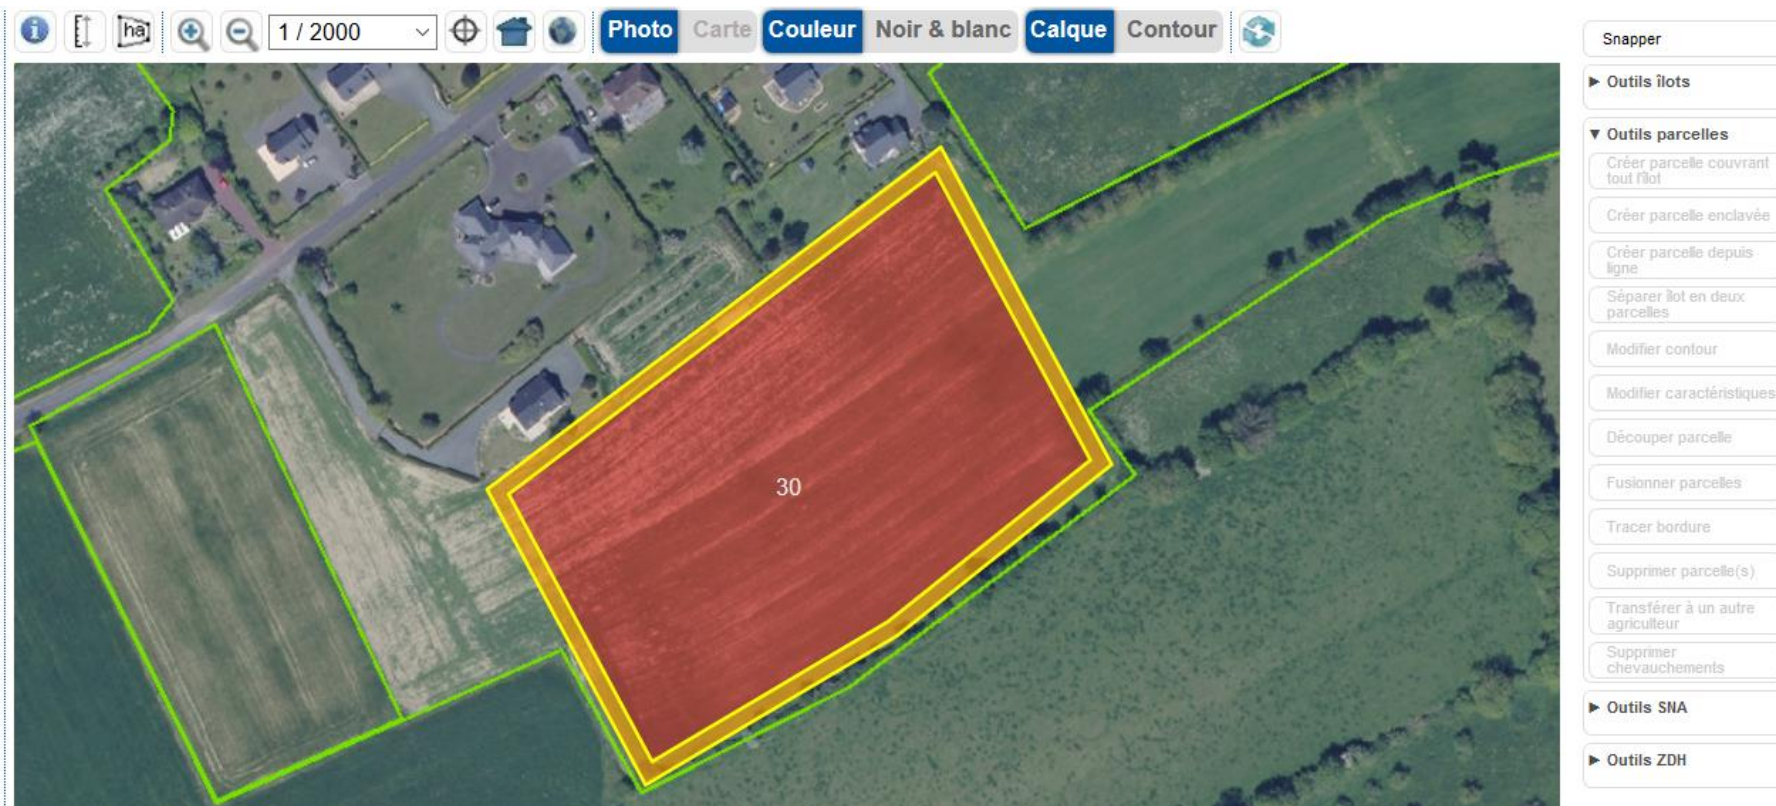 ha
1 / 2000
Photo Carte Couleur Noir & blanc Calque Contour
Snapper
Outils îlots
Outils parcelles
Créer parcelle couvrant
tout l'îlot
Créer parcelle enclavée
Créer parcelle depuis
ligne
Séparer îlot en deux
parcelles
Modifier contour
Modifier caractéristiques
Découper parcelle
Fusionner parcelles
Tracer bordure
Supprimer parcelle(s)
Transférer à un autre
agriculteur
Supprimer
chevauchements
Outils SNA
Outils ZDH
30